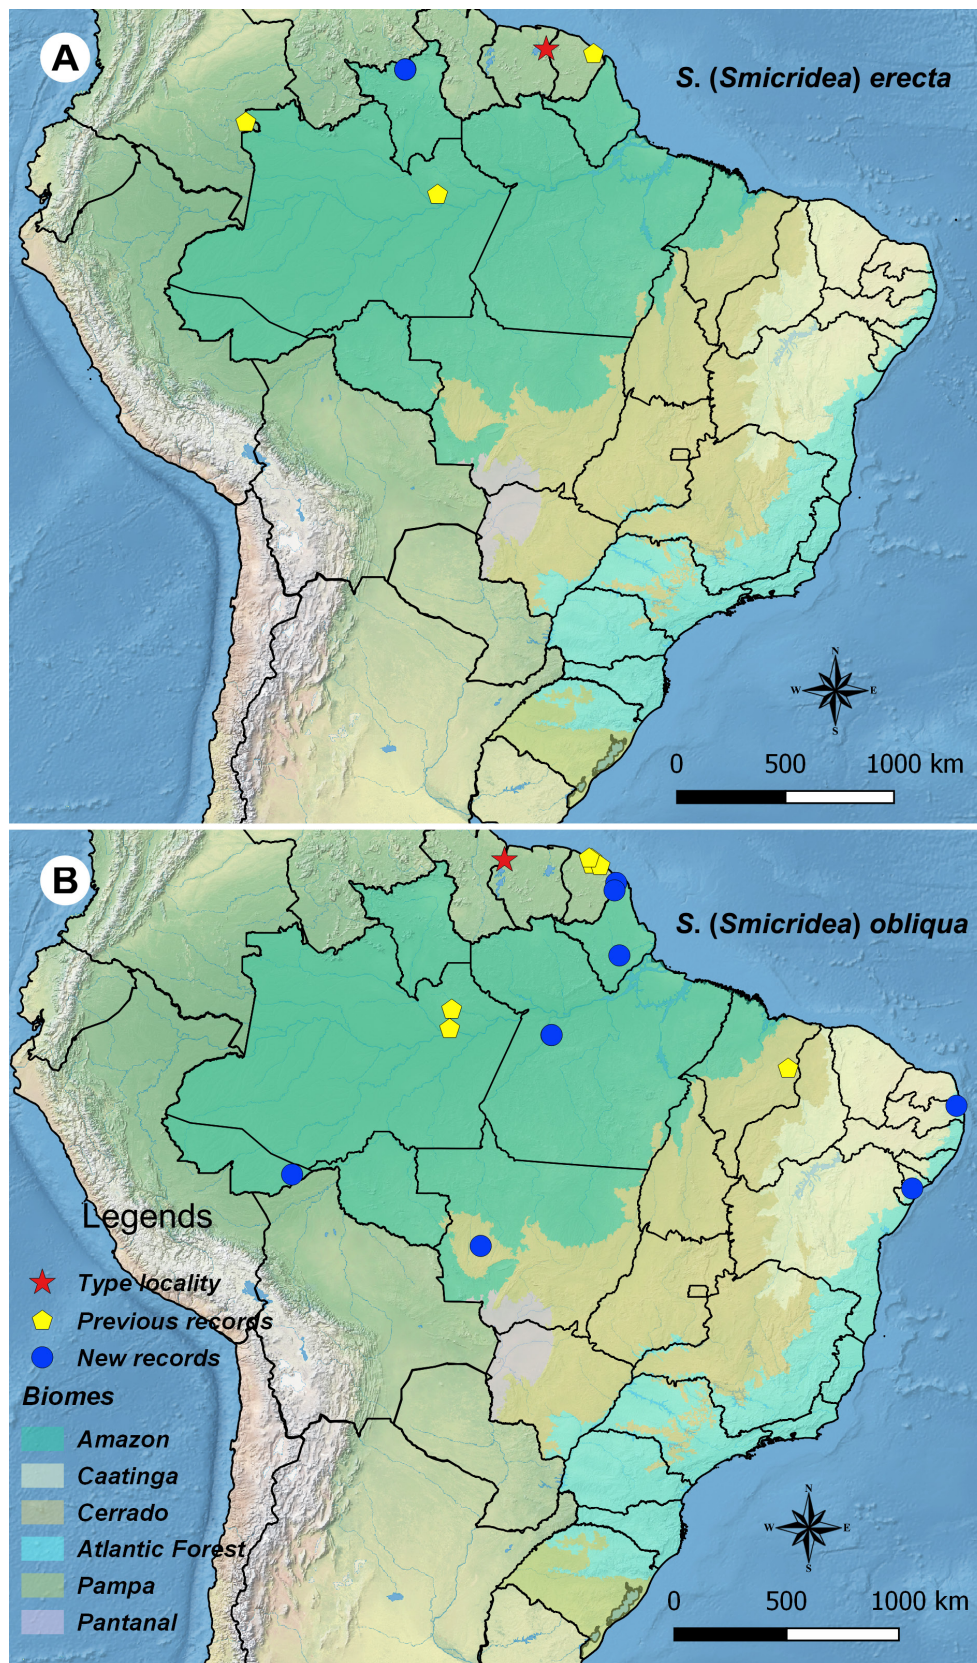 A
S. (Smicridea) erecta
N
W E
S
0 500 1000 km
B
S. (Smicridea) obliqua
Legends
Type locality
Previous records
New records
Biomes
Amazon
Caatinga
Cerrado
Atlantic Forest
Pampa
Pantanal
N
W E
S
0 500 1000 km